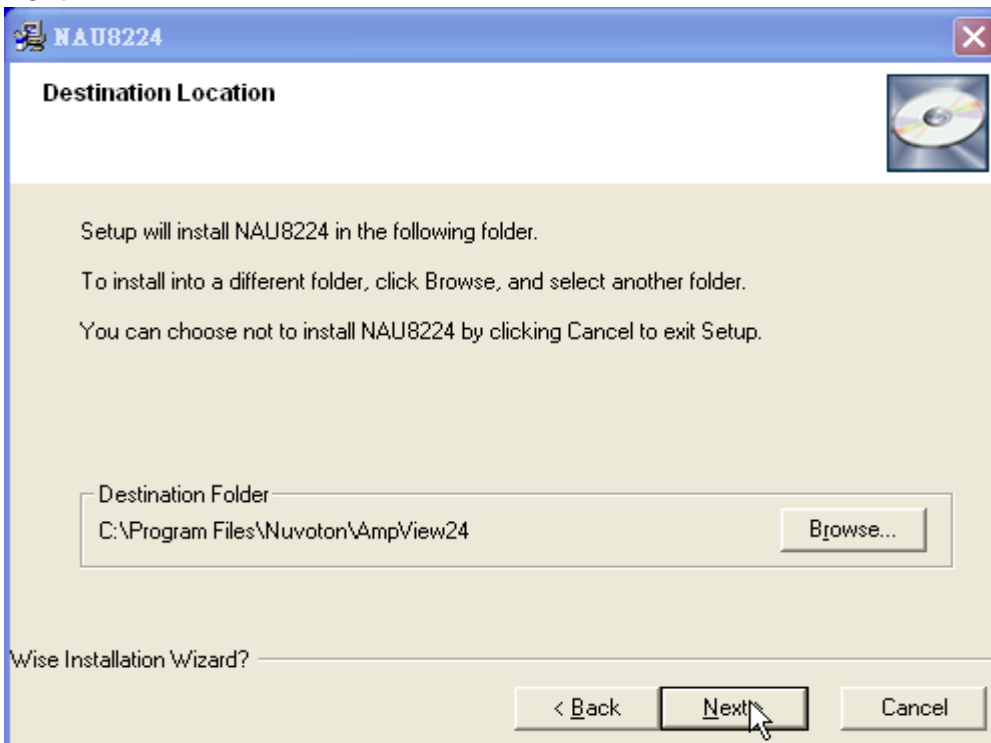 NAU8224
Destination Location
Setup will install NAU8224 in the following folder.
To install into a different folder, click Browse, and select another folder.
You can choose not to install NAU8224 by clicking Cancel to exit Setup.
Destination Folder
C:\Program Files\Nuvoton\AmpView24
Browse...
Wise Installation Wizard?
< Back Next Cancel